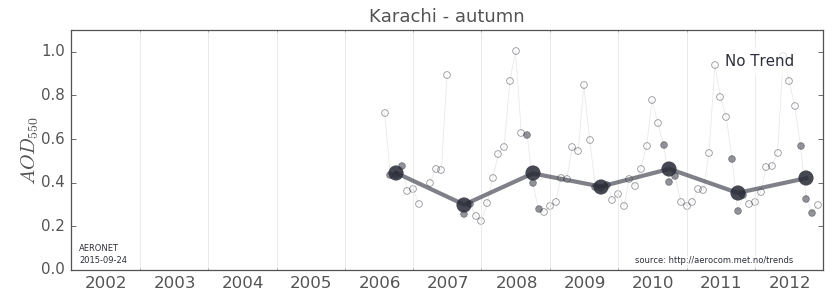 Karachi - autumn
No Trend
1.0
0.8
0.6
0.4
0.2
0.0
AOD550
AERONET
2015-09-24
source: http://aerocom.met.no/trends
2002 2003 2004 2005 2006 2007 2008 2009 2010 2011 2012